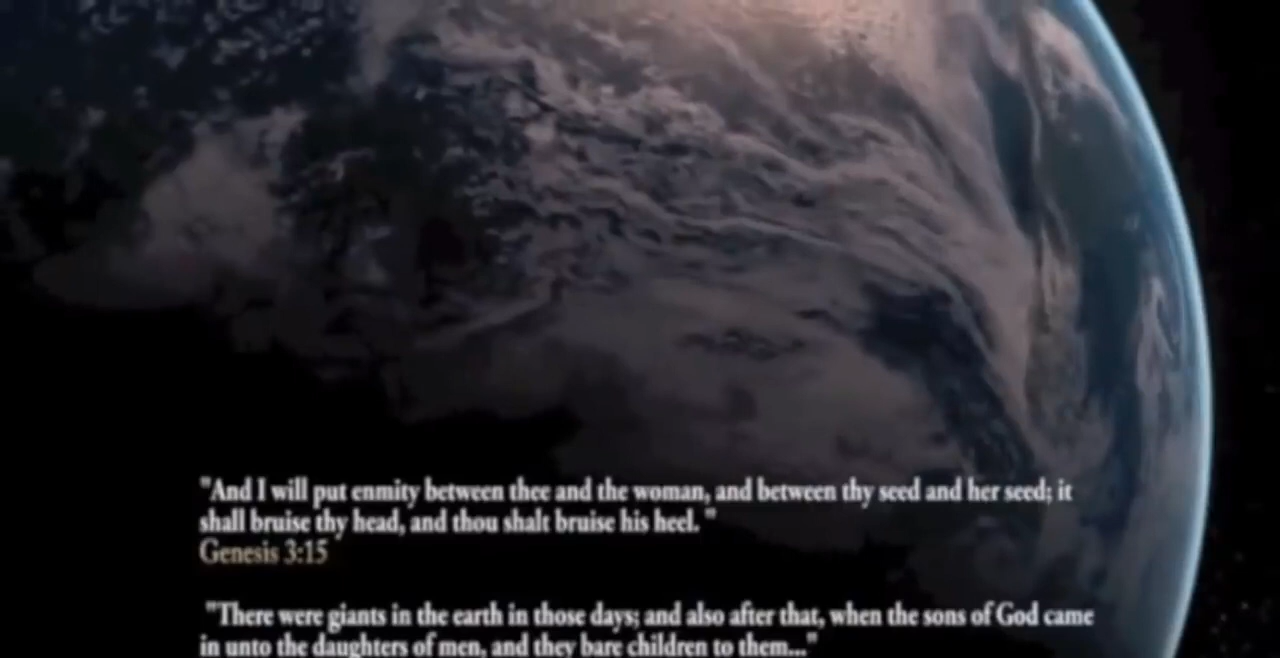 "And I will put enmity between thee and the woman, and between thy seed and her seed; it
shall bruise thy head, and thou shalt bruise his heel. "
Genesis 3:15
"There were giants in the earth in those days; and also after that, when the sons of God came
in unto the daughters of men, and they bare children to them..."